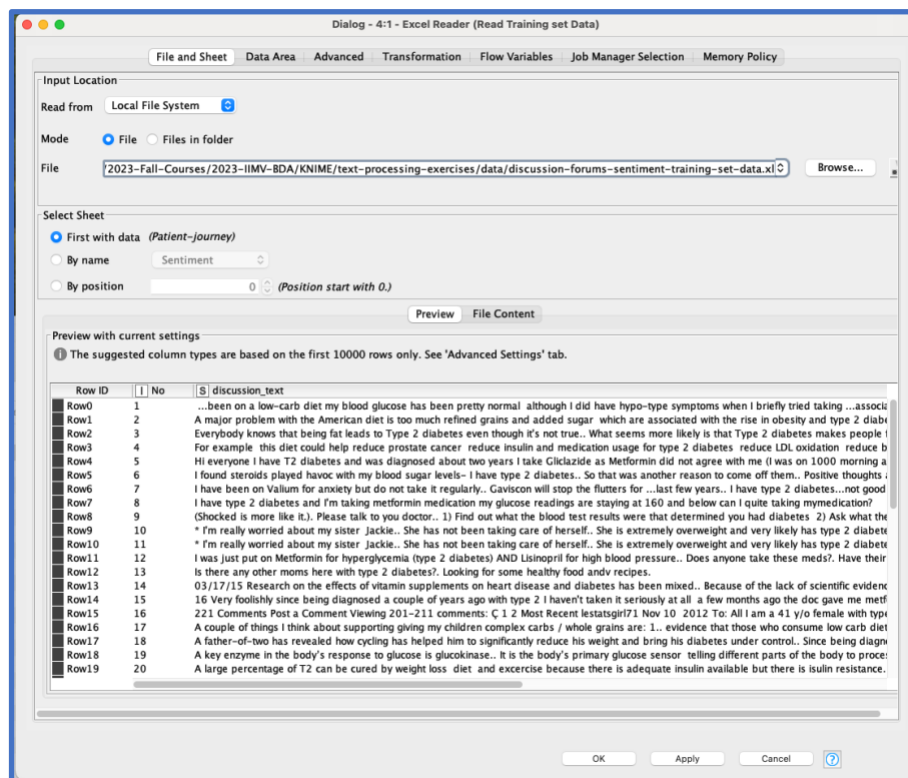 Dialog - 4:1 - Excel Reader (Read Training set Data)
File and Sheet Data Area Advanced Transformation Flow Variables Job Manager Selection Memory Policy
Input Location
Read from Local File System
Mode File Files in folder
File '2023-Fall-Courses/2023-IIMV-BDA/KNIME/text-processing-exercises/data/discussion-forums-sentiment-training-set-data.xl Browse...
Select Sheet
First with data (Patient-journey)
By name Sentiment
By position 0 (Position start with 0.)
Preview File Content
Preview with current settings
The suggested column types are based on the first 10000 rows only. See 'Advanced Settings' tab.
Row ID I No S discussion_text
Row0 1 ...been on a low-carb diet my blood glucose has been pretty normal although I did have hypo-type symptoms when I briefly tried taking ...associa
Row1 2 A major problem with the American diet is too much refined grains and added sugar which are associated with the rise in obesity and type 2 diabe
Row2 3 Everybody knows that being fat leads to Type 2 diabetes even though it's not true.. What seems more likely is that Type 2 diabetes makes people
Row3 4 For example this diet could help reduce prostate cancer reduce insulin and medication usage for type 2 diabetes reduce LDL oxidation reduce b
Row4 5 Hi everyone I have T2 diabetes and was diagnosed about two years I take Gliclazide as Metformin did not agree with me (I was on 1000 morning a
Row5 6 I found steroids played havoc with my blood sugar levels- I have type 2 diabetes.. So that was another reason to come off them.. Positive thoughts
Row6 7 I have been on Valium for anxiety but do not take it regularly.. Gaviscon will stop the flutters for ...last few years.. I have type 2 diabetes...not good
Row7 8 I have type 2 diabetes and I'm taking metformin medication my glucose readings are staying at 160 and below can I quite taking mymedication?
Row8 9 (Shocked is more like it.). Please talk to you doctor.. 1) Find out what the blood test results were that determined you had diabetes 2) Ask what the
Row9 10 * I'm really worried about my sister Jackie.. She has not been taking care of herself.. She is extremely overweight and very likely has type 2 diabete
Row10 11 * I'm really worried about my sister Jackie.. She has not been taking care of herself.. She is extremely overweight and very likely has type 2 diabete
Row11 12 I was just put on Metformin for hyperglycemia (type 2 diabetes) AND Lisinopril for high blood pressure.. Does anyone take these meds?. Have their
Row12 13 Is there any other moms here with type 2 diabetes?. Looking for some healthy food andv recipes.
Row13 14 03/17/15 Research on the effects of vitamin supplements on heart disease and diabetes has been mixed.. Because of the lack of scientific evidenc
Row14 15 16 Very foolishly since being diagnosed a couple of years ago with type 2 I haven't taken it seriously at all a few months ago the doc gave me metf
Row15 16 221 Comments Post a Comment Viewing 201-211 comments: Ç 1 2 Most Recent lestatsgirl71 Nov 10 2012 To: All I am a 41 y/o female with type
Row16 17 A couple of things I think about supporting giving my children complex carbs / whole grains are: 1.. evidence that those who consume low carb diet
Row17 18 A father-of-two has revealed how cycling has helped him to significantly reduce his weight and bring his diabetes under control.. Since being diagn
Row18 19 A key enzyme in the body's response to glucose is glucokinase.. It is the body's primary glucose sensor telling different parts of the body to proce
Row19 20 A large percentage of T2 can be cured by weight loss diet and excercise because there is adequate insulin available but there is isulin resistance.
OK Apply Cancel ?